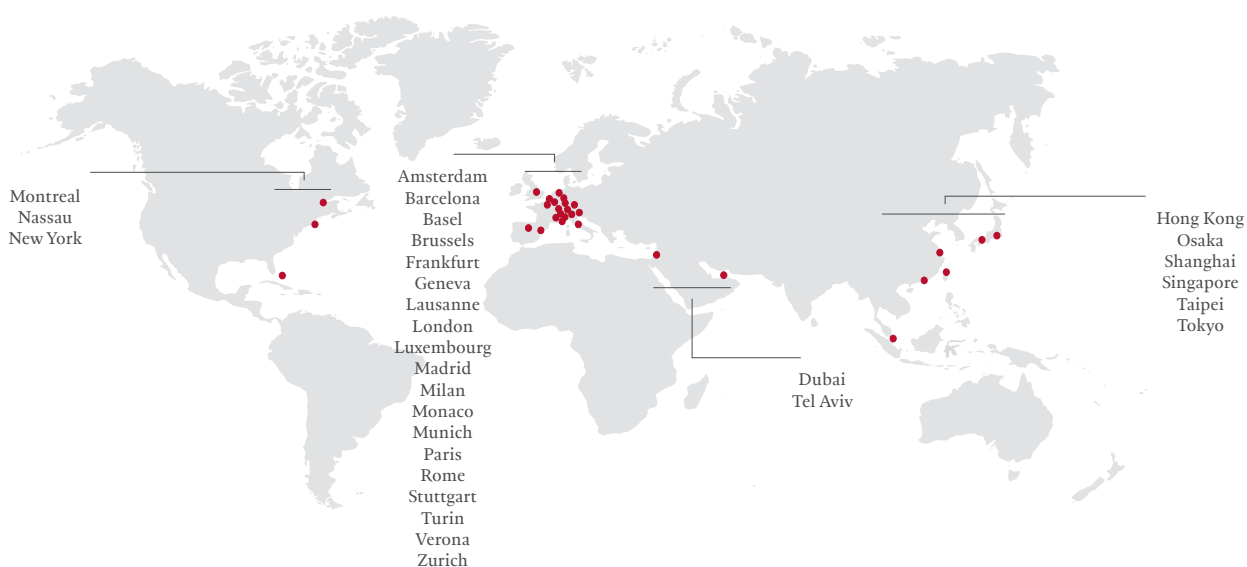 Montreal
Nassau
New York
Amsterdam
Barcelona
Basel
Brussels
Frankfurt
Geneva
Lausanne
London
Luxembourg
Madrid
Milan
Monaco
Munich
Paris
Rome
Stuttgart
Turin
Verona
Zurich
Dubai
Tel Aviv
Hong Kong
Osaka
Shanghai
Singapore
Taipei
Tokyo